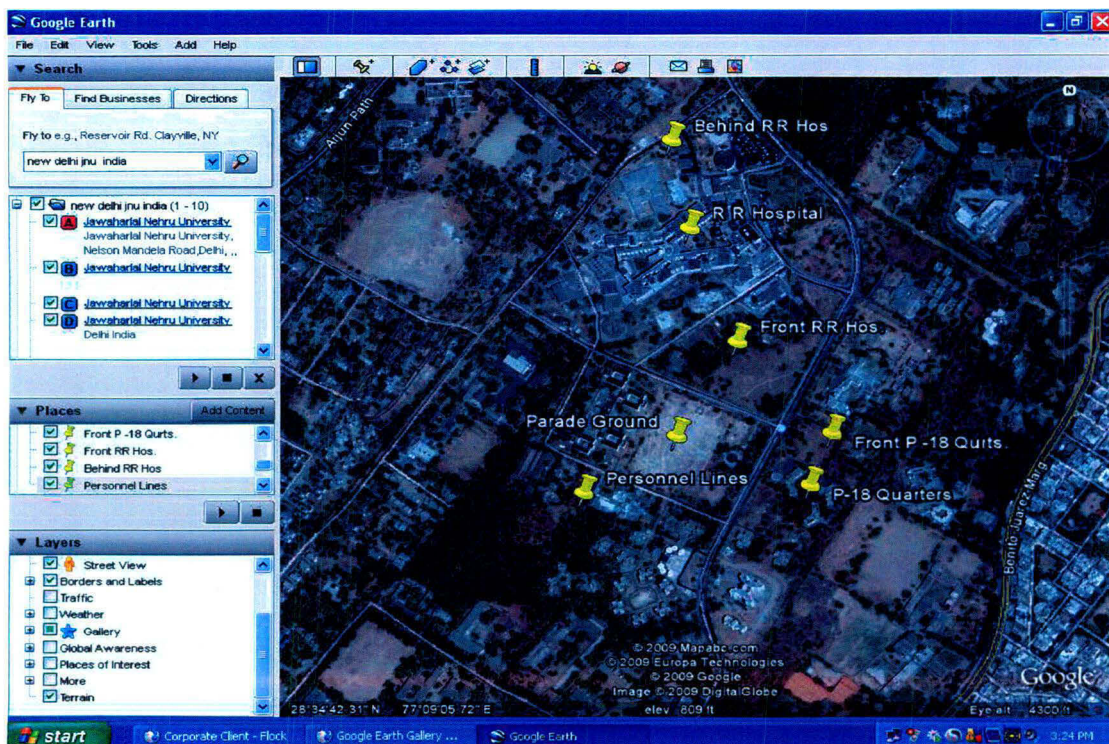 Google Earth
File Edit View Tools Add Help
Search
Fly To Find Businesses Directions
Fly to e.g., Reservoir Rd. Clayville, NY
new delhi jnu india
new delhi jnu india (1 - 10)
A Jawaharlal Nehru University
Jawaharlal Nehru University,
Nelson Mandela Road,Delhi, ,,
B Jawaharlal Nehru University
C Jawaharlal Nehru University
D Jawaharlal Nehru University
Delhi India
Places
Add Content
Front P -18 Qurts.
Front RR Hos.
Behind RR Hos
Personnel Lines
Layers
Street View
Borders and Labels
Traffic
Weather
Gallery
Global Awareness
Places of Interest
More
Terrain
N
Arjun Path
Behind RR Hos
R R Hospital
Front RR Hos.
Parade Ground
Front P -18 Qurts.
Personnel Lines
P-18 Quarters
Benito Juarez Marg
© 2009 Mapabc.com
© 2009 Europa Technologies
© 2009 Google
Image © 2009 DigitalGlobe
Google
28°34'42.31" N 77°09'05.72" E elev 809 ft Eye alt 4300 ft
start Corporate Client - Flock Google Earth Gallery ... Google Earth 3:24 PM